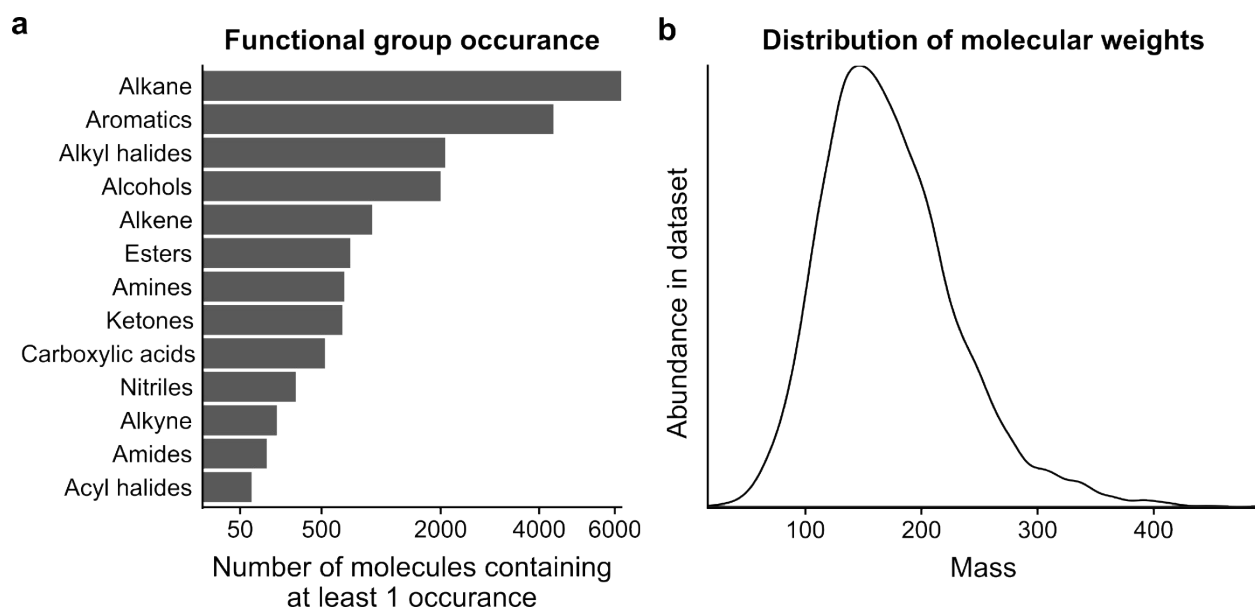 a
Functional group occurance
Alkane
Aromatics
Alkyl halides
Alcohols
Alkene
Esters
Amines
Ketones
Carboxylic acids
Nitriles
Alkyne
Amides
Acyl halides
50 500 2000 4000 6000
Number of molecules containing
at least 1 occurance
b
Distribution of molecular weights
Abundance in dataset
100 200 300 400
Mass